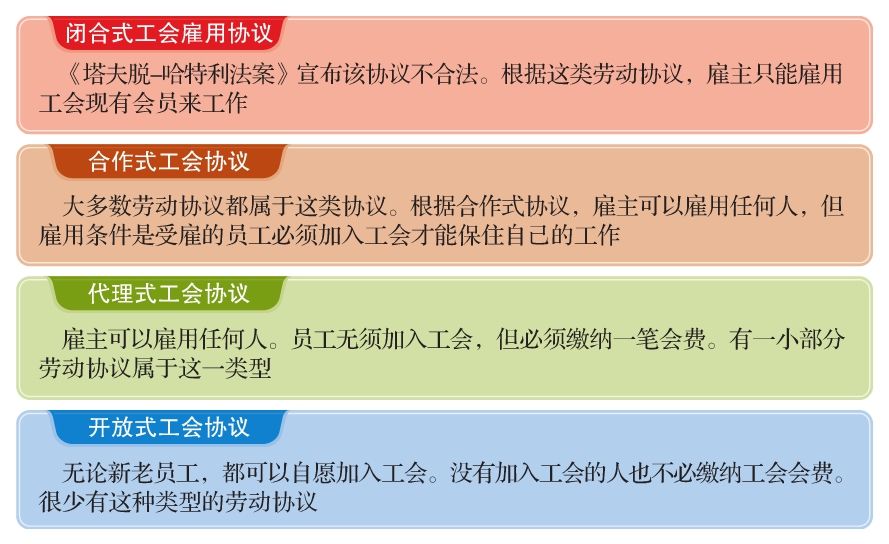 闭合式工会雇用协议
《塔夫脱–哈特利法案》宣布该协议不合法。根据这类劳动协议，雇主只能雇用
工会现有会员来工作
合作式工会协议
大多数劳动协议都属于这类协议。根据合作式协议，雇主可以雇用任何人，但
雇用条件是受雇的员工必须加入工会才能保住自己的工作
代理式工会协议
雇主可以雇用任何人。员工无须加入工会，但必须缴纳一笔会费。有一小部分
劳动协议属于这一类型
开放式工会协议
无论新老员工，都可以自愿加入工会。没有加入工会的人也不必缴纳工会会费。
很少有这种类型的劳动协议